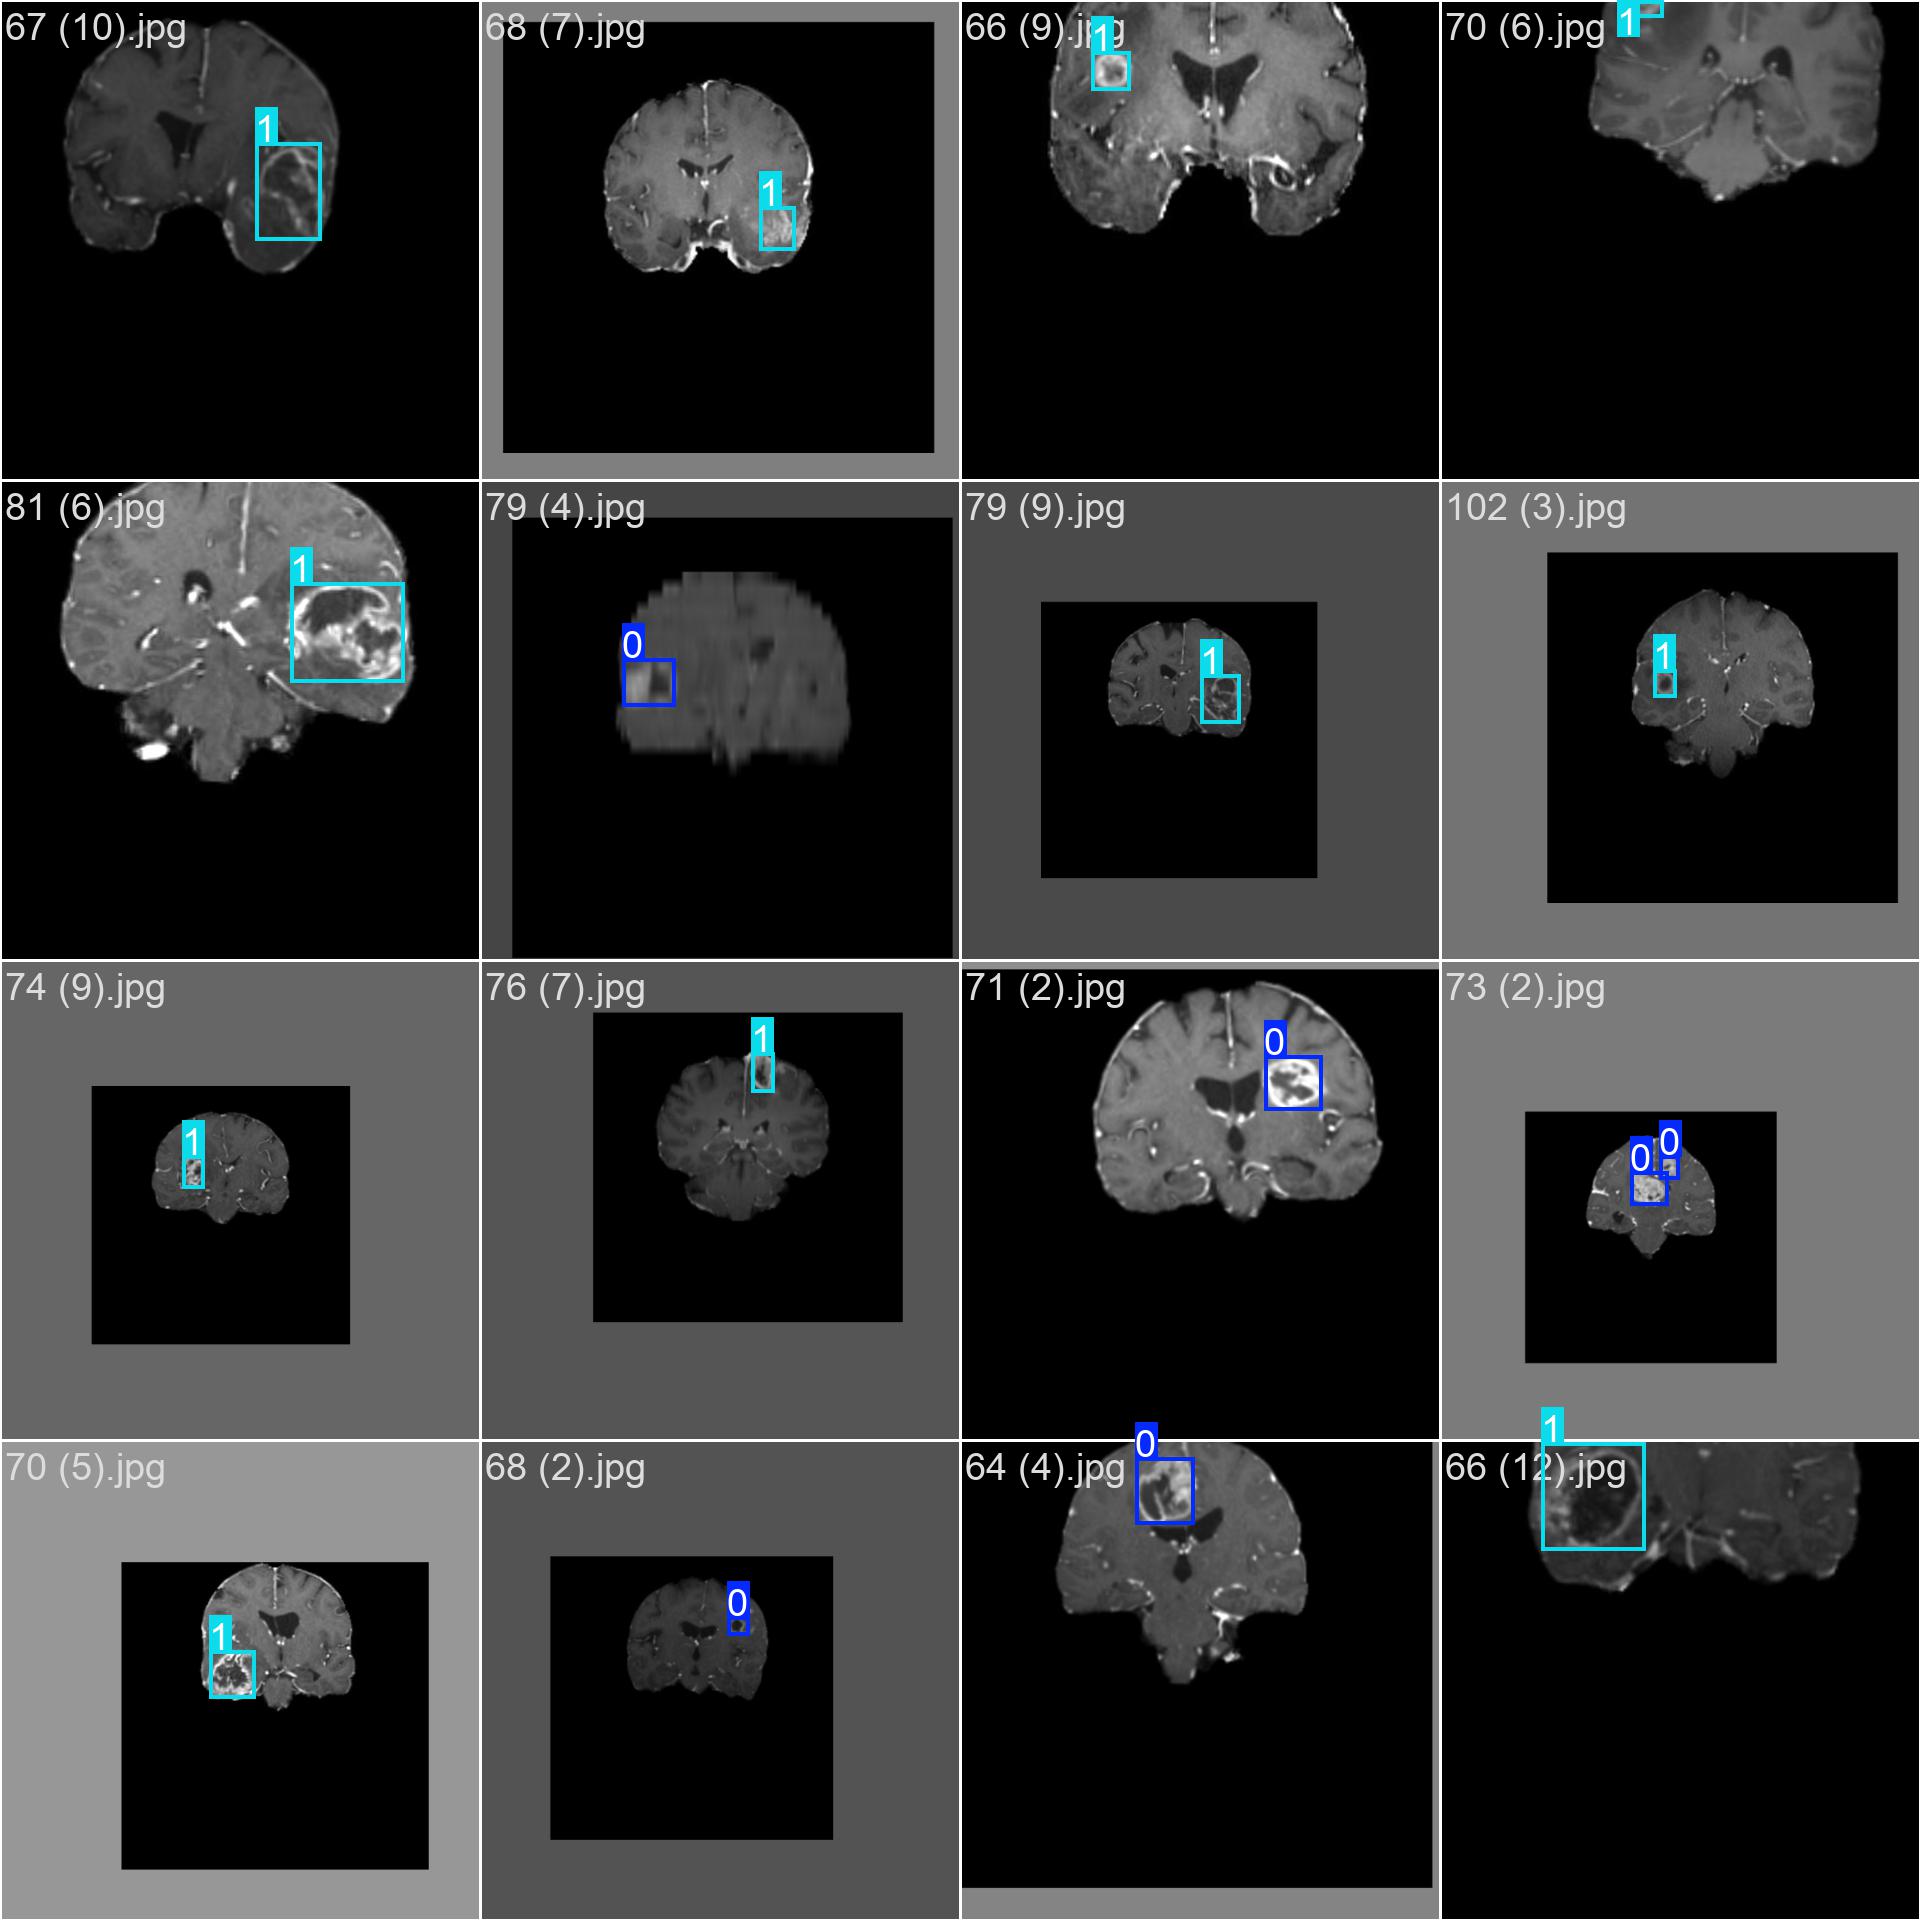 67 (10).jpg
68 (7).jpg
66 (9).jpg
70 (6).jpg
1
1
1
1
81 (6).jpg
79 (4).jpg
79 (9).jpg
102 (3).jpg
1
0
1
1
74 (9).jpg
76 (7).jpg
71 (2).jpg
73 (2).jpg
1
1
0
0
0
70 (5).jpg
68 (2).jpg
64 (4).jpg
66 (12).jpg
1
0
0
1